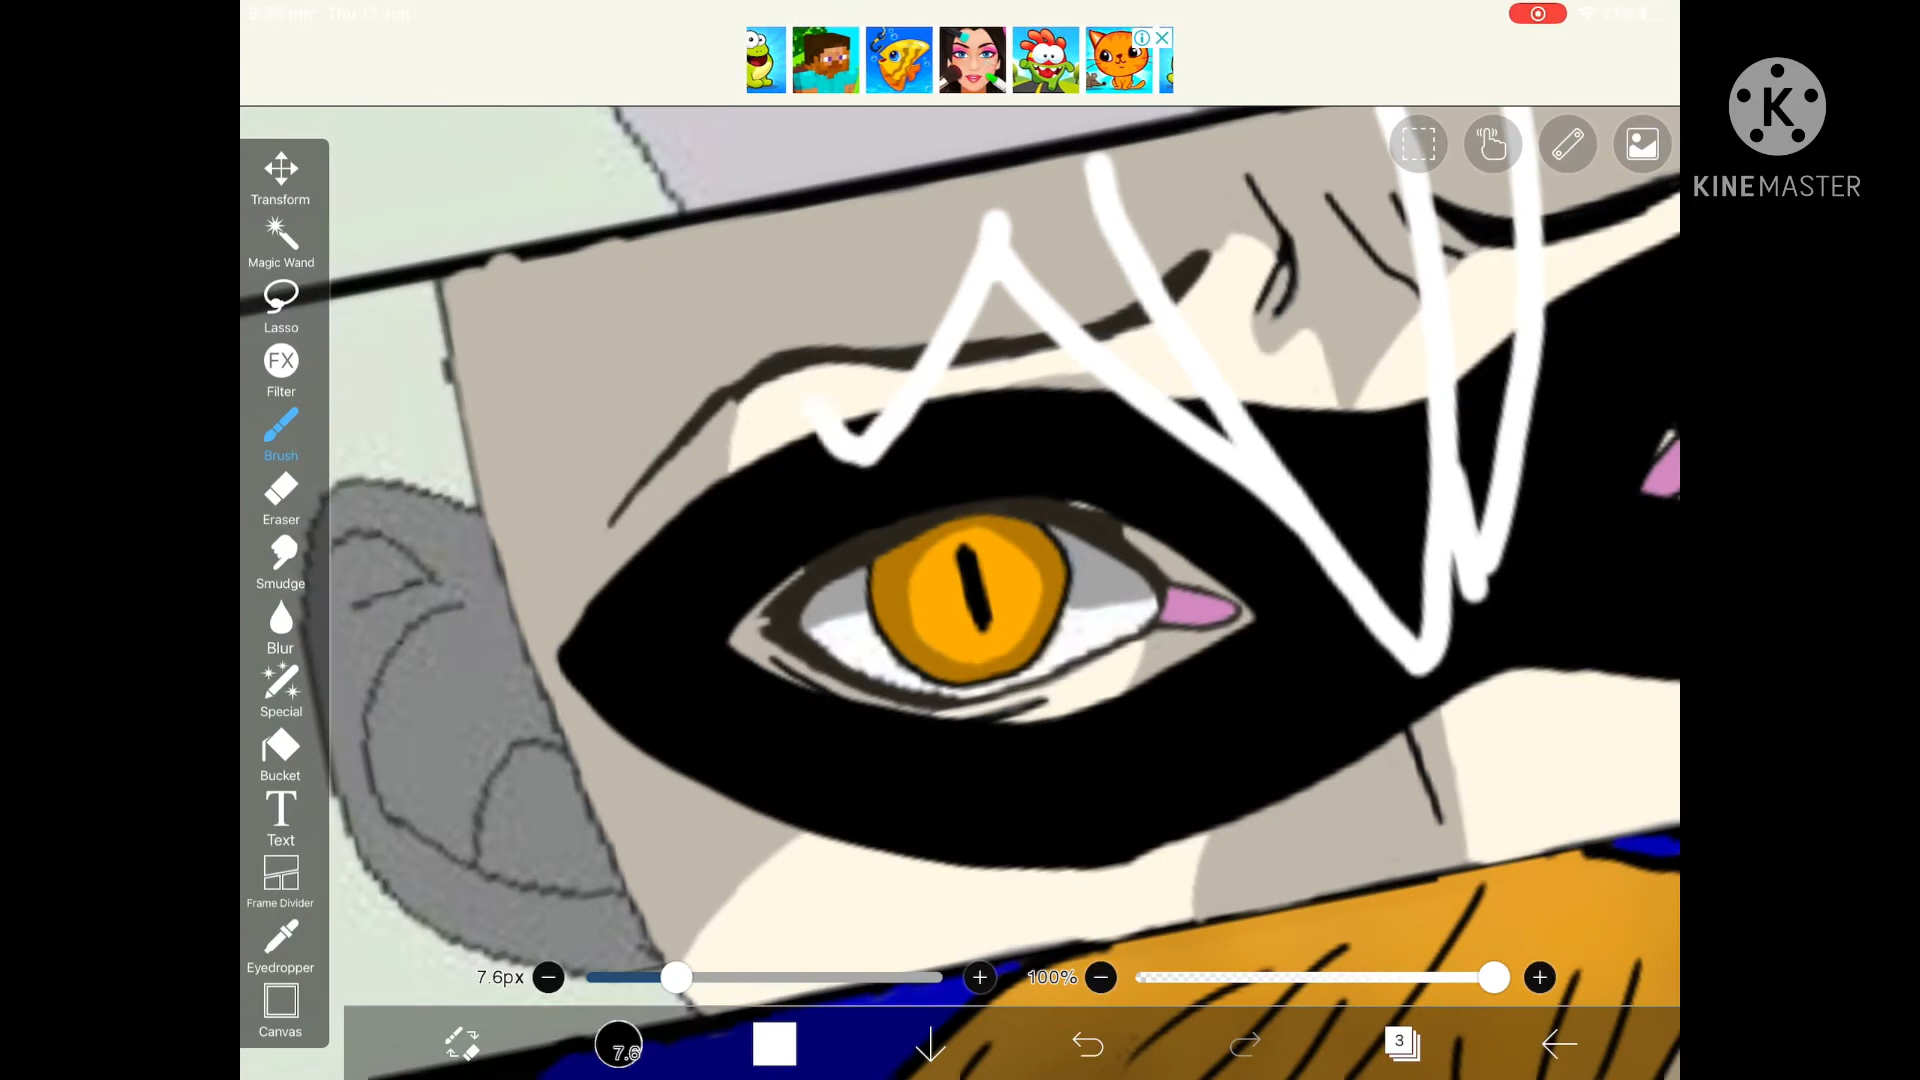 K
KINEMASTER
Transform
Magic Wand
Lasso
FX
Filter
Brush
Eraser
Smudge
Blur
Special
Bucket
T
Text
Frame Divider
Eyedropper
Canvas
7.6px
100%
7.6
3